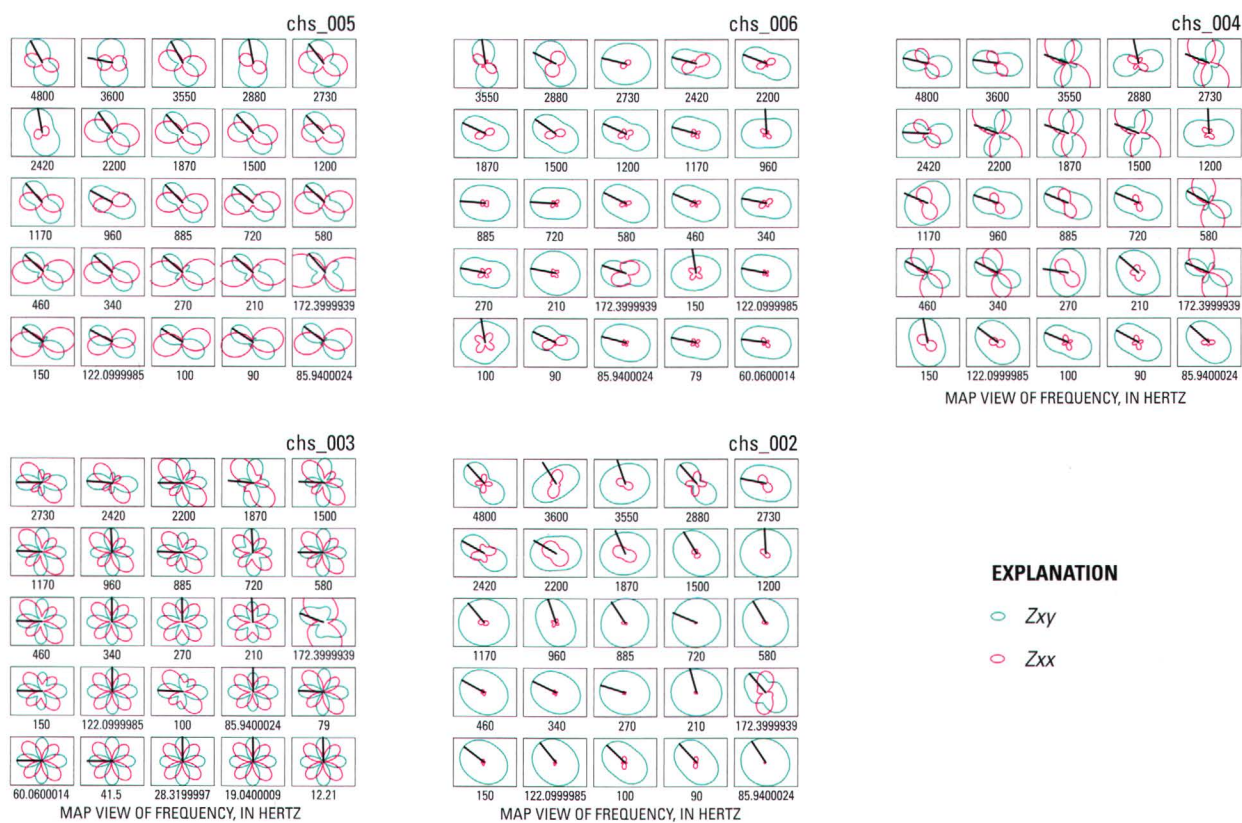 chs_005
4800 3600 3550 2880 2730
2420 2200 1870 1500 1200
1170 960 885 720 580
460 340 270 210 172.3999939
150 122.0999985 100 90 85.9400024
chs_006
3550 2880 2730 2420 2200
1870 1500 1200 1170 960
885 720 580 460 340
270 210 172.3999939 150 122.0999985
100 90 85.9400024 79 60.0600014
chs_004
4800 3600 3550 2880 2730
2420 2200 1870 1500 1200
1170 960 885 720 580
460 340 270 210 172.3999939
150 122.0999985 100 90 85.9400024
MAP VIEW OF FREQUENCY, IN HERTZ
chs_003
2730 2420 2200 1870 1500
1170 960 885 720 580
460 340 270 210 172.3999939
150 122.0999985 100 85.9400024 79
60.0600014 41.5 28.3199997 19.0400009 12.21
MAP VIEW OF FREQUENCY, IN HERTZ
chs_002
4800 3600 3550 2880 2730
2420 2200 1870 1500 1200
1170 960 885 720 580
460 340 270 210 172.3999939
150 122.0999985 100 90 85.9400024
MAP VIEW OF FREQUENCY, IN HERTZ
EXPLANATION
Zxy
Zxx